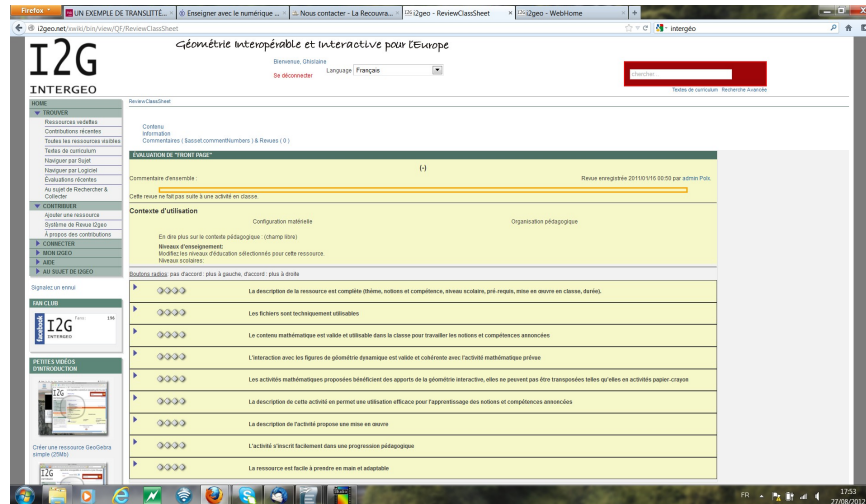 Firefox
UN EXEMPLE DE TRANSLITTÉ...
Enseigner avec le numérique ...
Nous contacter - La Recouvra...
i2geo - ReviewClassSheet
i2geo - WebHome
i2geo.net/xwiki/bin/view/QF/ReviewClassSheet
intergéo
I2G
INTERGEO
Géométrie Interopérable et Interactive pour l'Europe
Bienvenue, Ghislaine
Se déconnecter
Language Français
chercher
Textes de curriculum Recherche Avancée
HOME
TROUVER
Ressources vedettes
Contributions récentes
Toutes les ressources visibles
Textes de curriculum
Naviguer par Sujet
Naviguer par Logiciel
Évaluations récentes
Au sujet de Rechercher &
Collecter
CONTRIBUER
Ajouter une ressource
Système de Revue I2geo
À propos des contributions
CONNECTER
MON I2GEO
AIDE
AU SUJET DE I2GEO
Signalez un ennui
FAN CLUB
facebook
I2G
INTERGEO
Fans:
PETITES VIDÉOS
D'INTRODUCTION
Créer une ressource GeoGebra
simple (25Mb)
ReviewClassSheet
Contenu
Information
Commentaires ( $asset.commentNumbers ) & Revues ( 0 )
ÉVALUATION DE "FRONT PAGE"
(-)
Commentaire d'ensemble :
Revue enregistrée 2011/01/16 00:50 par admin Polx.
Cette revue ne fait pas suite à une activité en classe.
Contexte d'utilisation
Configuration matérielle
Organisation pédagogique
En dire plus sur le contexte pédagogique : (champ libre)
Niveaux d'enseignement:
Modifiez les niveaux d'éducation sélectionnés pour cette ressource.
Niveaux scolaires:
Boutons radios: pas d'accord : plus à gauche, d'accord : plus à droite
La description de la ressource est complète (thème, notions et compétence, niveau scolaire, pré-requis, mise en œuvre en classe, durée).
Les fichiers sont techniquement utilisables
Le contenu mathématique est valide et utilisable dans la classe pour travailler les notions et compétences annoncées
L'interaction avec les figures de géométrie dynamique est valide et cohérente avec l'activité mathématique prévue
Les activités mathématiques proposées bénéficient des apports de la géométrie interactive, elles ne peuvent pas être transposées telles qu'elles en activités papier-crayon
La description de cette activité en permet une utilisation efficace pour l'apprentissage des notions et compétences annoncées
La description de l'activité propose une mise en œuvre
L'activité s'inscrit facilement dans une progression pédagogique
La ressource est facile à prendre en main et adaptable
FR
17:53
27/08/2012